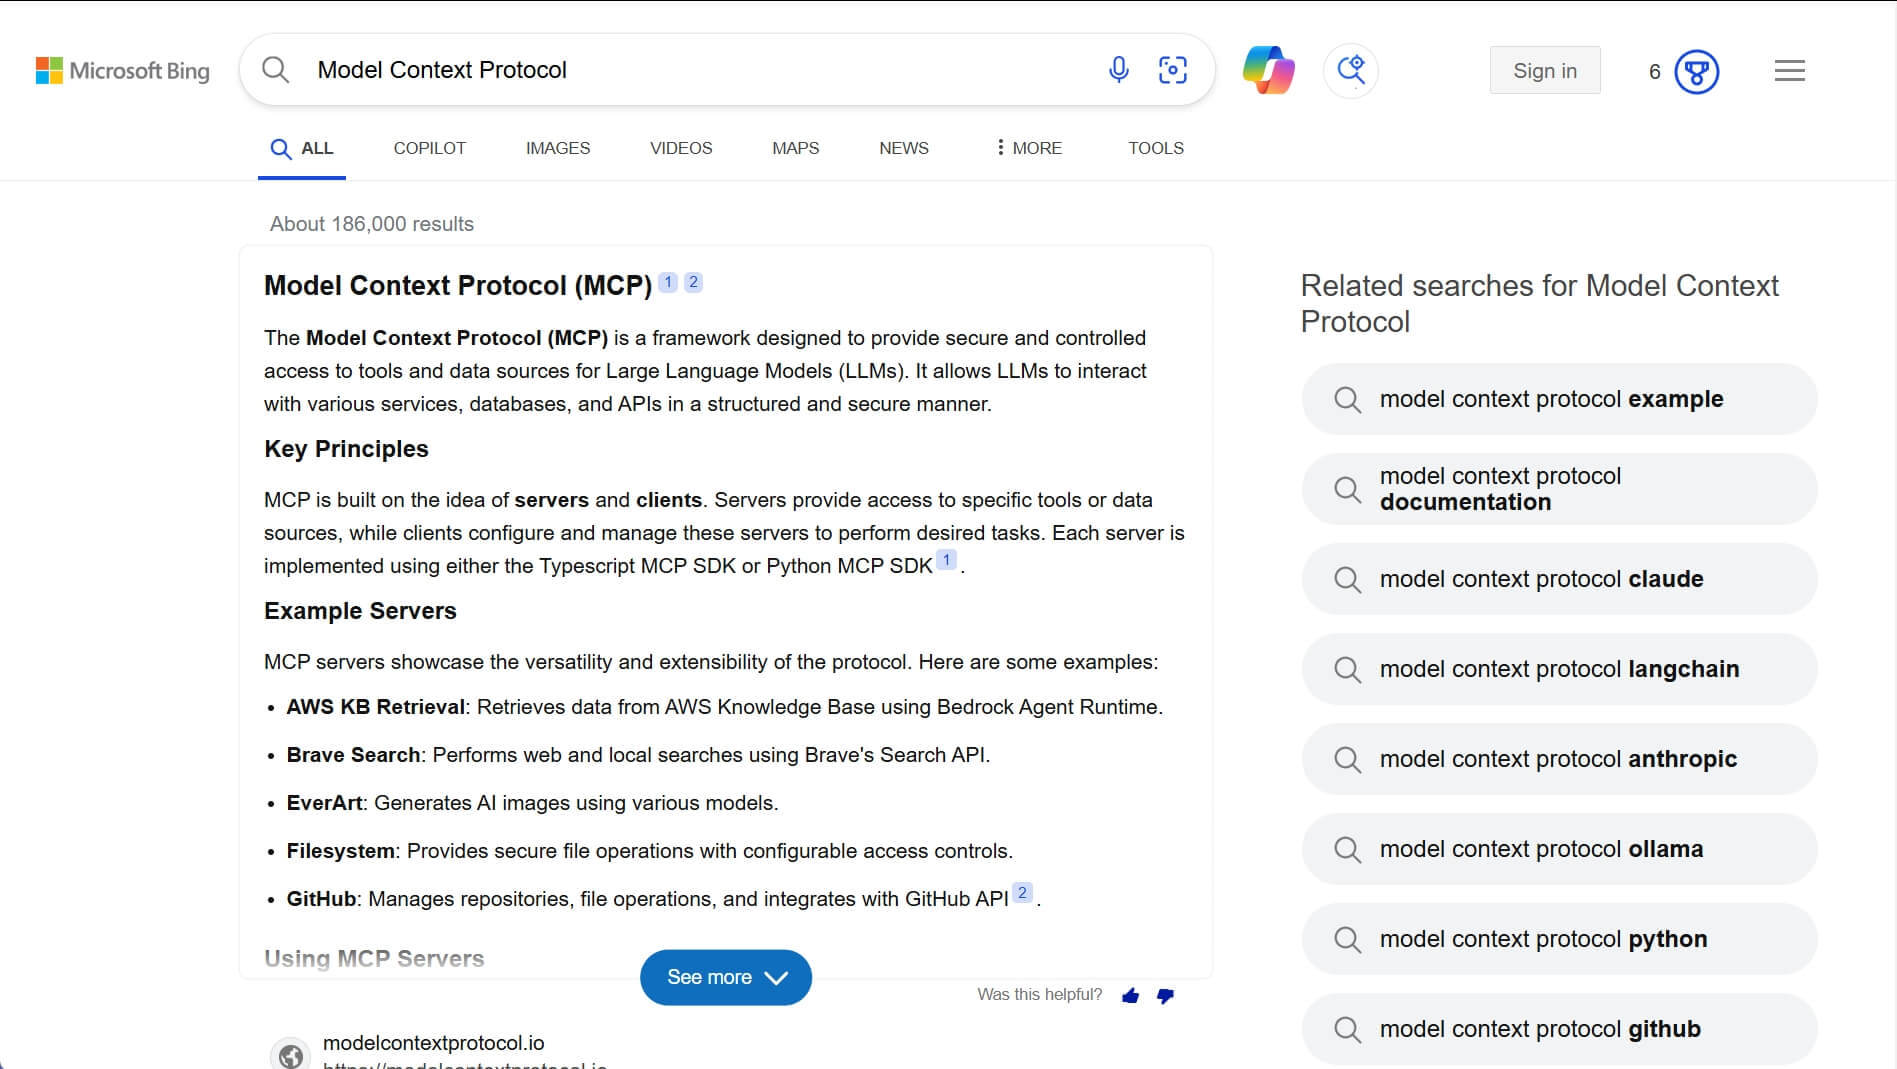 Microsoft Bing
Model Context Protocol
Sign in
6
ALL
COPILOT
IMAGES
VIDEOS
MAPS
NEWS
MORE
TOOLS
About 186,000 results
Model Context Protocol (MCP) 1 2
The Model Context Protocol (MCP) is a framework designed to provide secure and controlled
access to tools and data sources for Large Language Models (LLMs). It allows LLMs to interact
with various services, databases, and APIs in a structured and secure manner.
Key Principles
MCP is built on the idea of servers and clients. Servers provide access to specific tools or data
sources, while clients configure and manage these servers to perform desired tasks. Each server is
implemented using either the Typescript MCP SDK or Python MCP SDK 1 .
Example Servers
MCP servers showcase the versatility and extensibility of the protocol. Here are some examples:
• AWS KB Retrieval: Retrieves data from AWS Knowledge Base using Bedrock Agent Runtime.
• Brave Search: Performs web and local searches using Brave's Search API.
• EverArt: Generates AI images using various models.
• Filesystem: Provides secure file operations with configurable access controls.
• GitHub: Manages repositories, file operations, and integrates with GitHub API 2 .
Using MCP Servers
See more
Was this helpful?
modelcontextprotocol.io
https://modelcontextprotocol.io
Related searches for Model Context
Protocol
model context protocol example
model context protocol
documentation
model context protocol claude
model context protocol langchain
model context protocol anthropic
model context protocol ollama
model context protocol python
model context protocol github